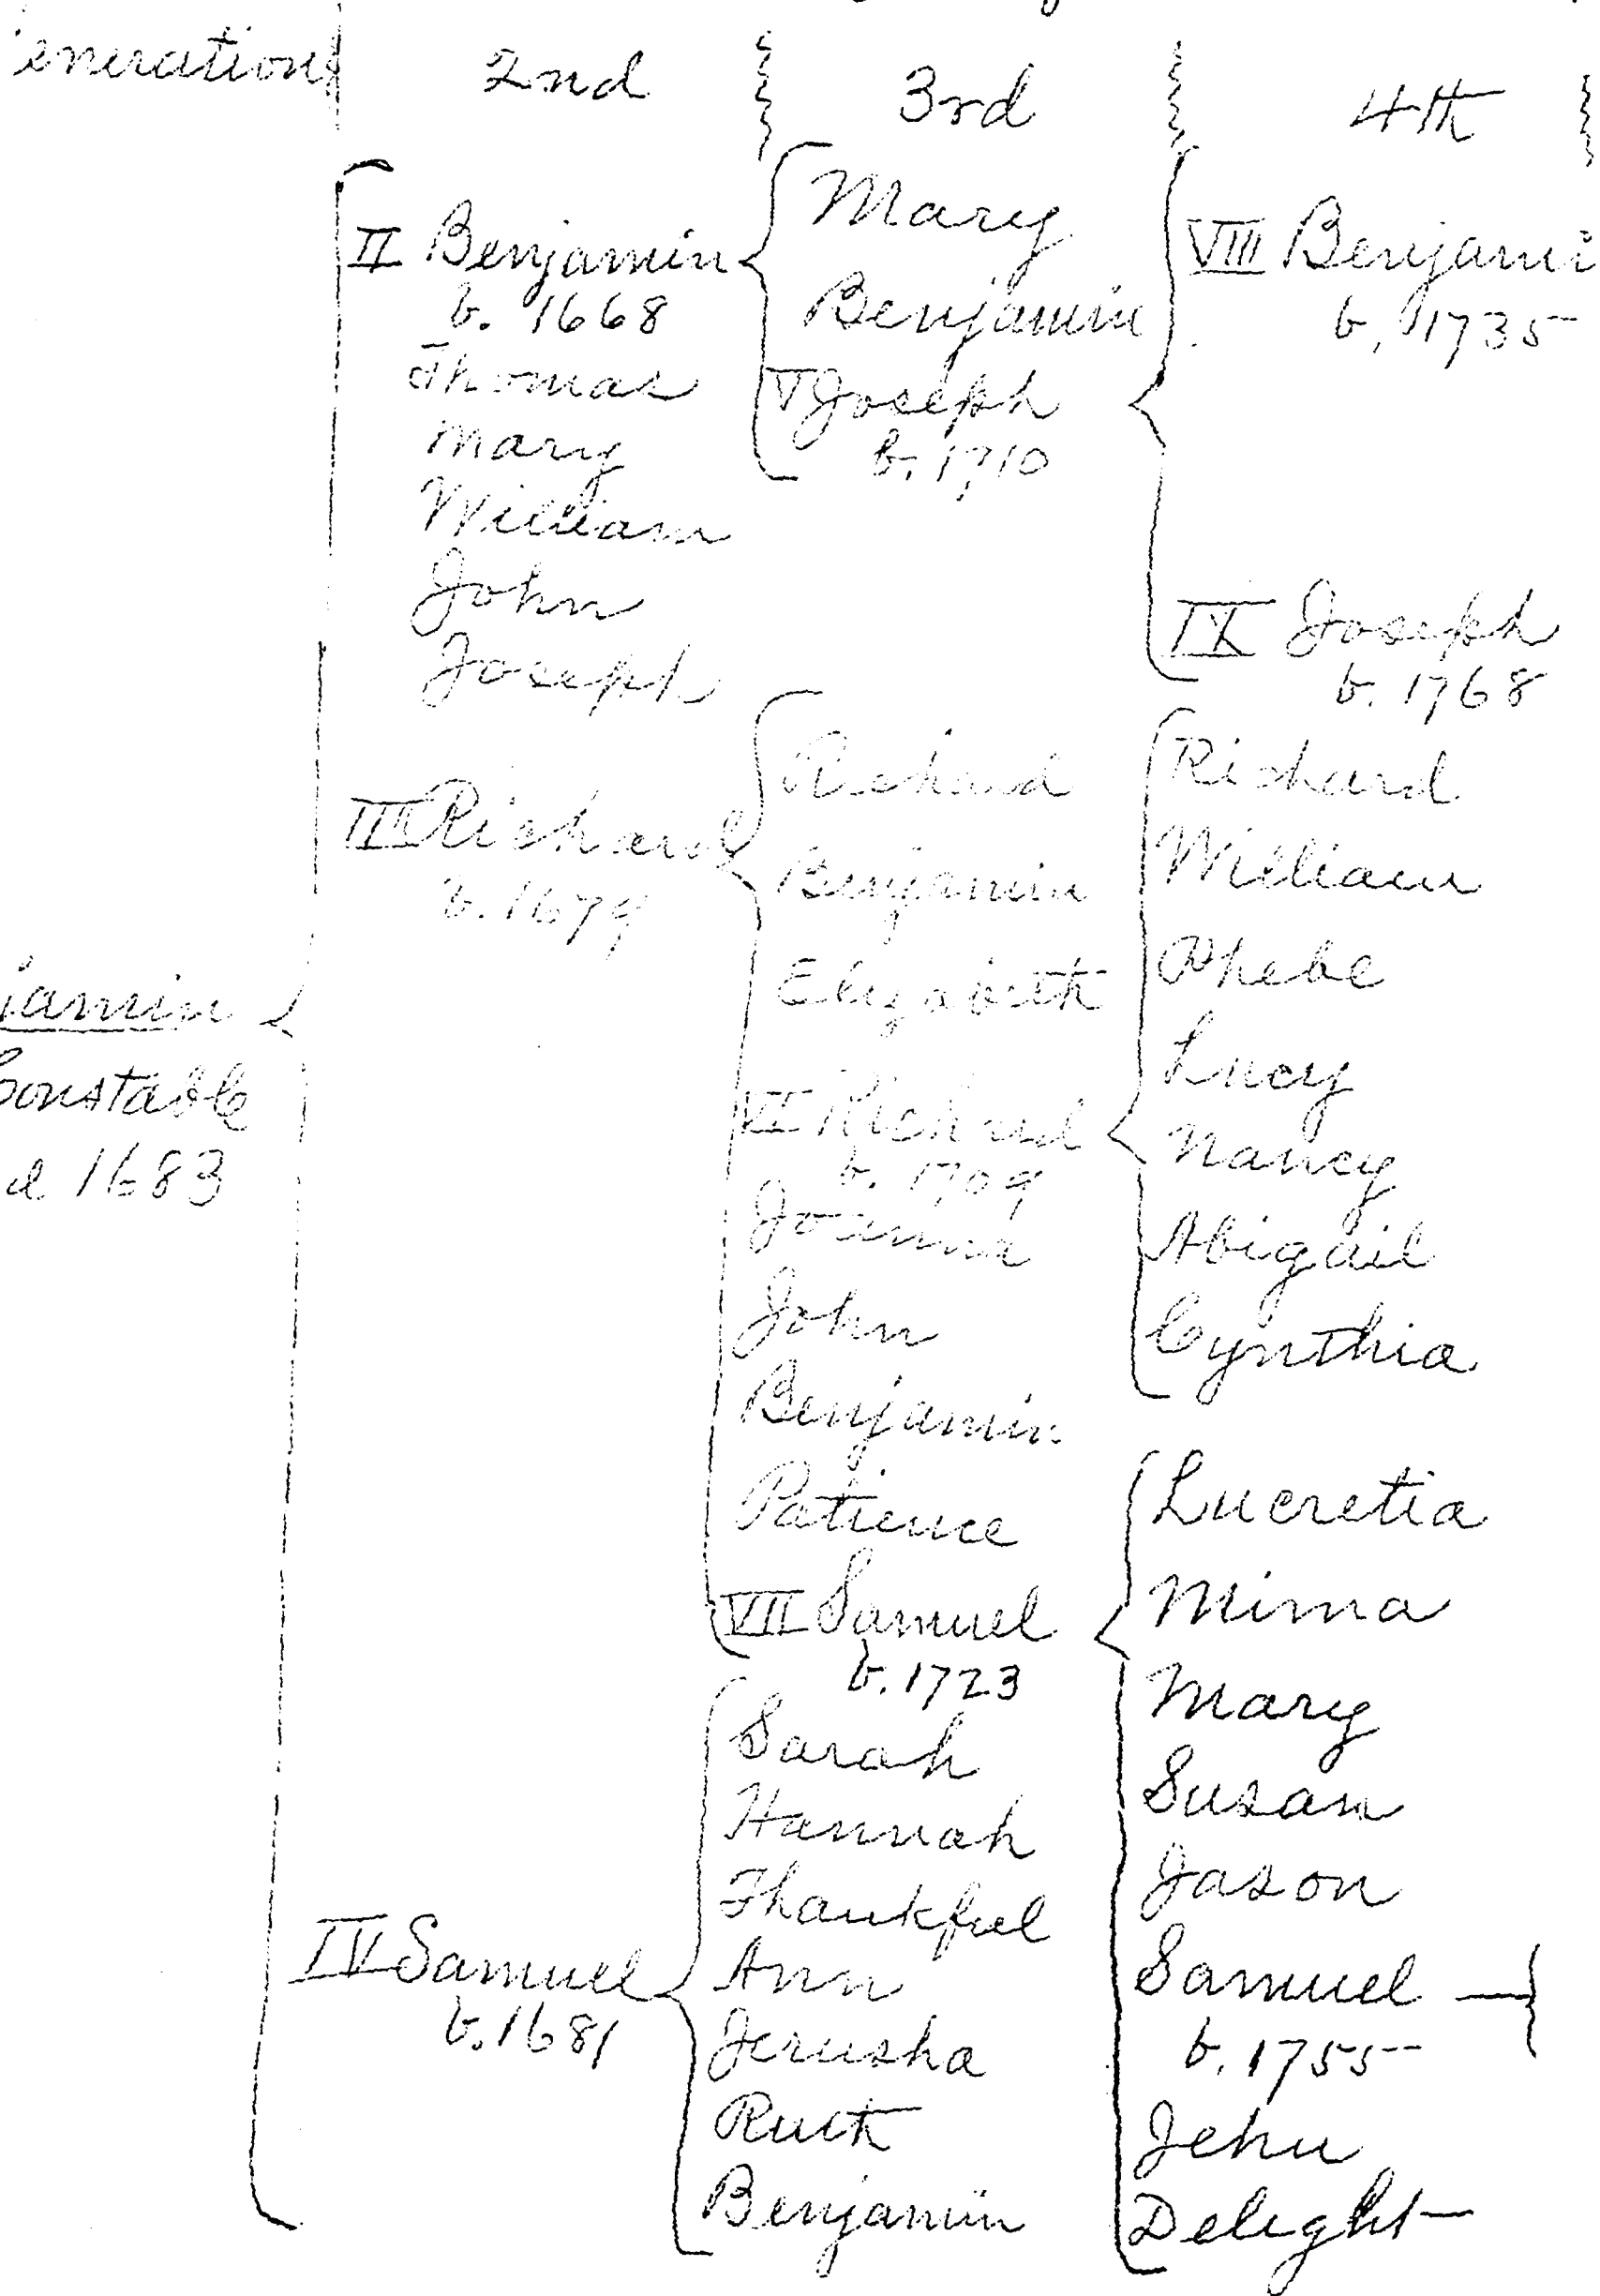 enerations 2nd 3rd 4th
II Benjamin
b. 1668
Thomas
Mary
William
John
Joseph
III Richard
b. 1679
jamin
Constable
d 1683
IV Samuel
b. 1681
Mary
Benjamin
V Joseph
b. 1710
Richard
Benjamin
Elizabeth
VI Richard
b. 1709
Joanna
John
Benjamin
Patience
VII Samuel
b. 1723
Sarah
Hannah
Thankful
Ann
Jerusha
Ruth
Benjamin
VIII Benjami
b. 1735
IX Joseph
b. 1768
Richard
William
Phebe
Lucy
Nancy
Abigail
Cynthia
Lucretia
Mima
Mary
Susan
Jason
Samuel
b. 1755
Jehu
Delight